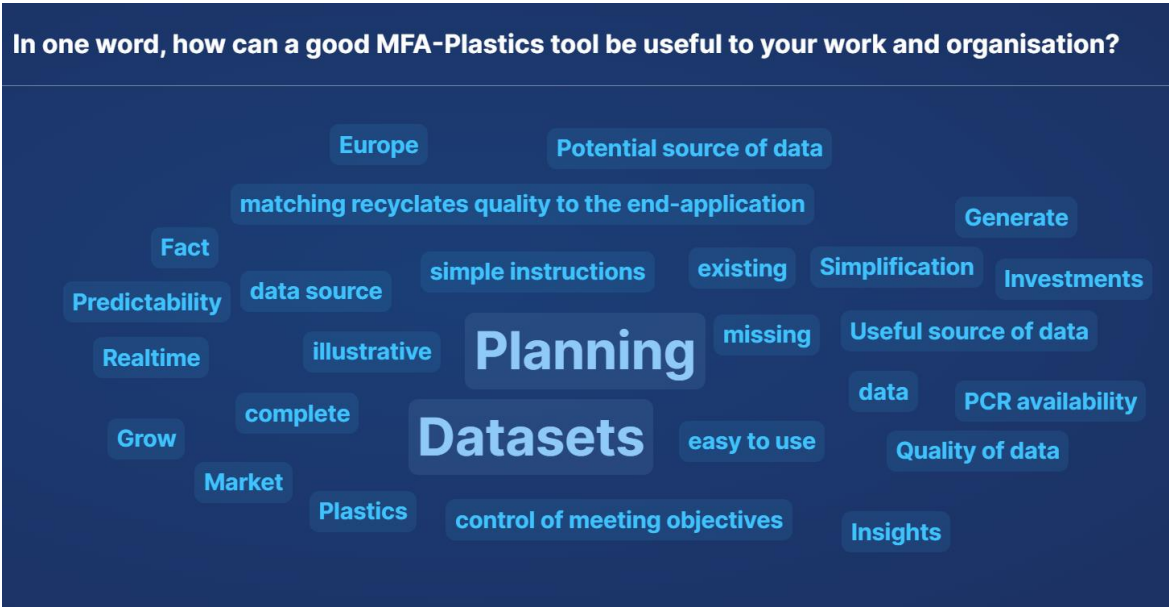 In one word, how can a good MFA-Plastics tool be useful to your work and organisation?
Europe
Potential source of data
matching recyclates quality to the end-application
Generate
Fact
simple instructions
existing
Simplification
Investments
Predictability
data source
Planning
missing
Useful source of data
Realtime
illustrative
data
PCR availability
complete
Grow
Datasets
easy to use
Quality of data
Market
Plastics
control of meeting objectives
Insights